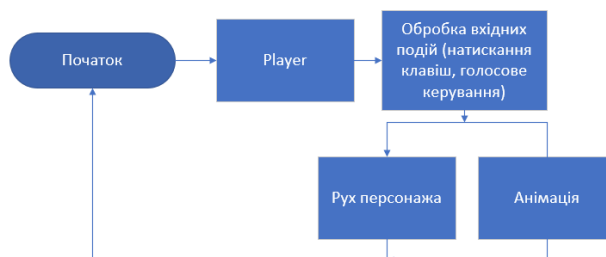 Початок
Player
Обробка вхідних
подій (натискання
клавіш, голосове
керування)
Рух персонажа
Анімація